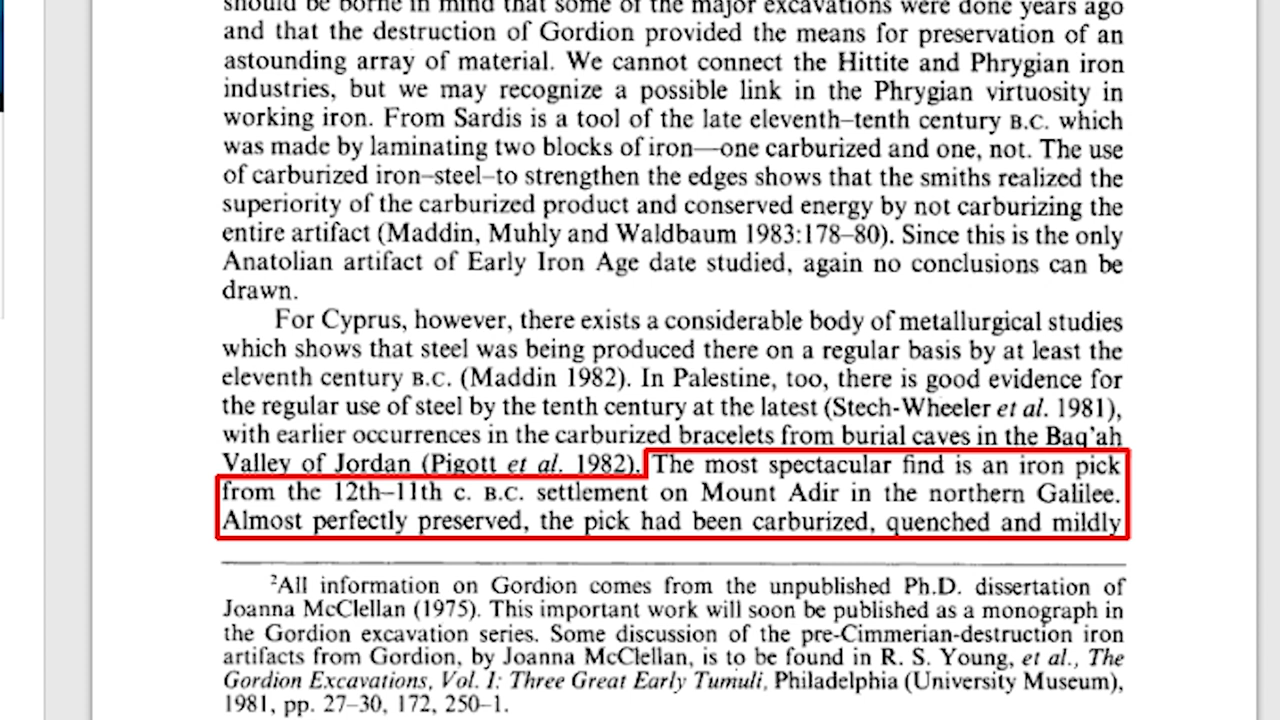 should be borne in mind that some of the major excavations were done years ago
and that the destruction of Gordion provided the means for preservation of an
astounding array of material. We cannot connect the Hittite and Phrygian iron
industries, but we may recognize a possible link in the Phrygian virtuosity in
working iron. From Sardis is a tool of the late eleventh–tenth century B.C. which
was made by laminating two blocks of iron—one carburized and one, not. The use
of carburized iron–steel–to strengthen the edges shows that the smiths realized the
superiority of the carburized product and conserved energy by not carburizing the
entire artifact (Maddin, Muhly and Waldbaum 1983:178–80). Since this is the only
Anatolian artifact of Early Iron Age date studied, again no conclusions can be
drawn.
For Cyprus, however, there exists a considerable body of metallurgical studies
which shows that steel was being produced there on a regular basis by at least the
eleventh century B.C. (Maddin 1982). In Palestine, too, there is good evidence for
the regular use of steel by the tenth century at the latest (Stech-Wheeler et al. 1981),
with earlier occurrences in the carburized bracelets from burial caves in the Baq'ah
Valley of Jordan (Pigott et al. 1982). The most spectacular find is an iron pick
from the 12th–11th c. B.C. settlement on Mount Adir in the northern Galilee.
Almost perfectly preserved, the pick had been carburized, quenched and mildly
²All information on Gordion comes from the unpublished Ph.D. dissertation of
Joanna McClellan (1975). This important work will soon be published as a monograph in
the Gordion excavation series. Some discussion of the pre-Cimmerian-destruction iron
artifacts from Gordion, by Joanna McClellan, is to be found in R. S. Young, et al., The
Gordion Excavations, Vol. I: Three Great Early Tumuli, Philadelphia (University Museum),
1981, pp. 27–30, 172, 250–1.